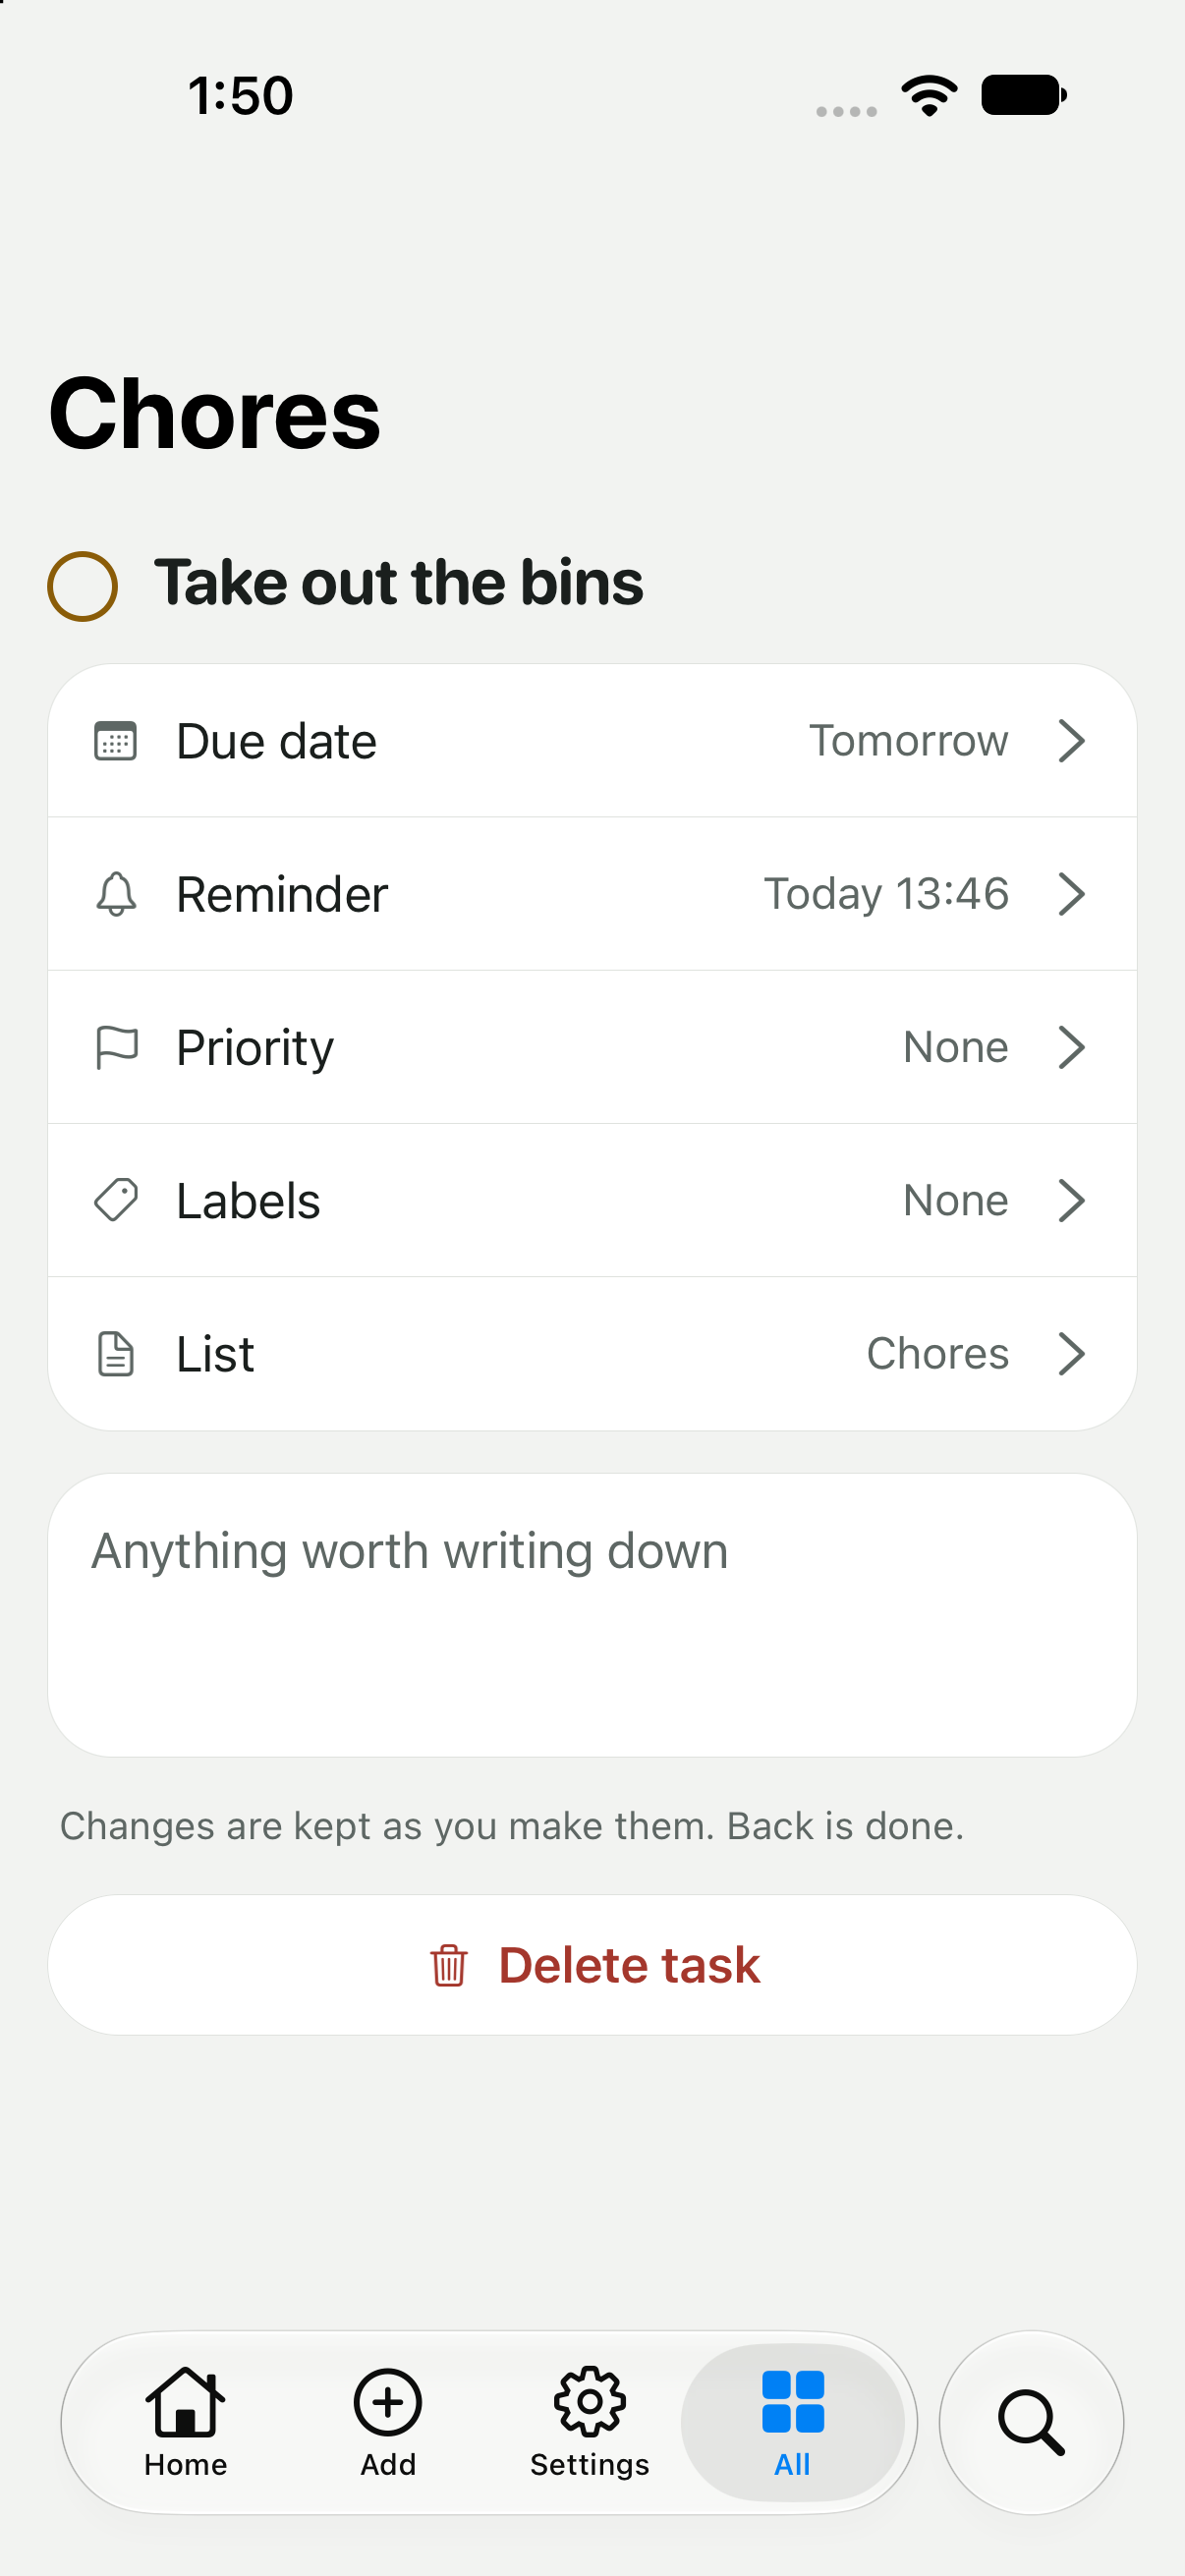 1:50
Chores
Take out the bins
Due date Tomorrow
Reminder Today 13:46
Priority None
Labels None
List Chores
Anything worth writing down
Changes are kept as you make them. Back is done.
Delete task
Home Add Settings All